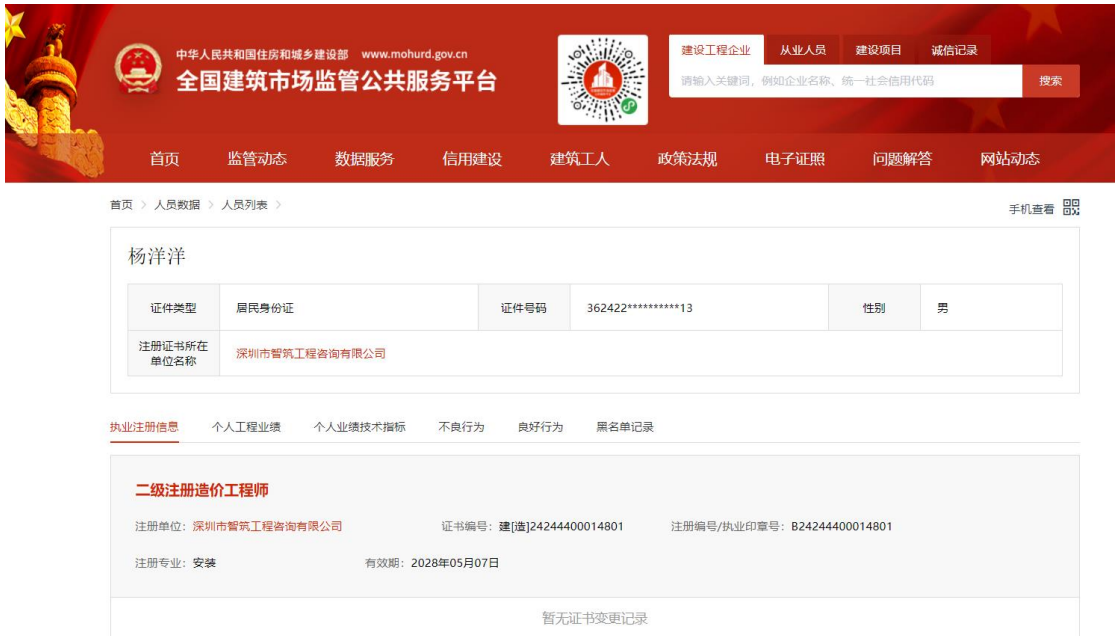 中华人民共和国住房和城乡建设部 www.mohurd.gov.cn
全国建筑市场监管公共服务平台
建设工程企业 从业人员 建设项目 诚信记录
请输入关键词，例如企业名称、统一社会信用代码 搜索
首页 监管动态 数据服务 信用建设 建筑工人 政策法规 电子证照 问题解答 网站动态
首页 > 人员数据 > 人员列表 >
手机查看
杨洋洋
证件类型 居民身份证 证件号码 362422**********13 性别 男
注册证书所在
单位名称
深圳市智筑工程咨询有限公司
执业注册信息 个人工程业绩 个人业绩技术指标 不良行为 良好行为 黑名单记录
二级注册造价工程师
注册单位：深圳市智筑工程咨询有限公司 证书编号：建[造]24244400014801 注册编号/执业印章号：B24244400014801
注册专业：安装 有效期：2028年05月07日
暂无证书变更记录